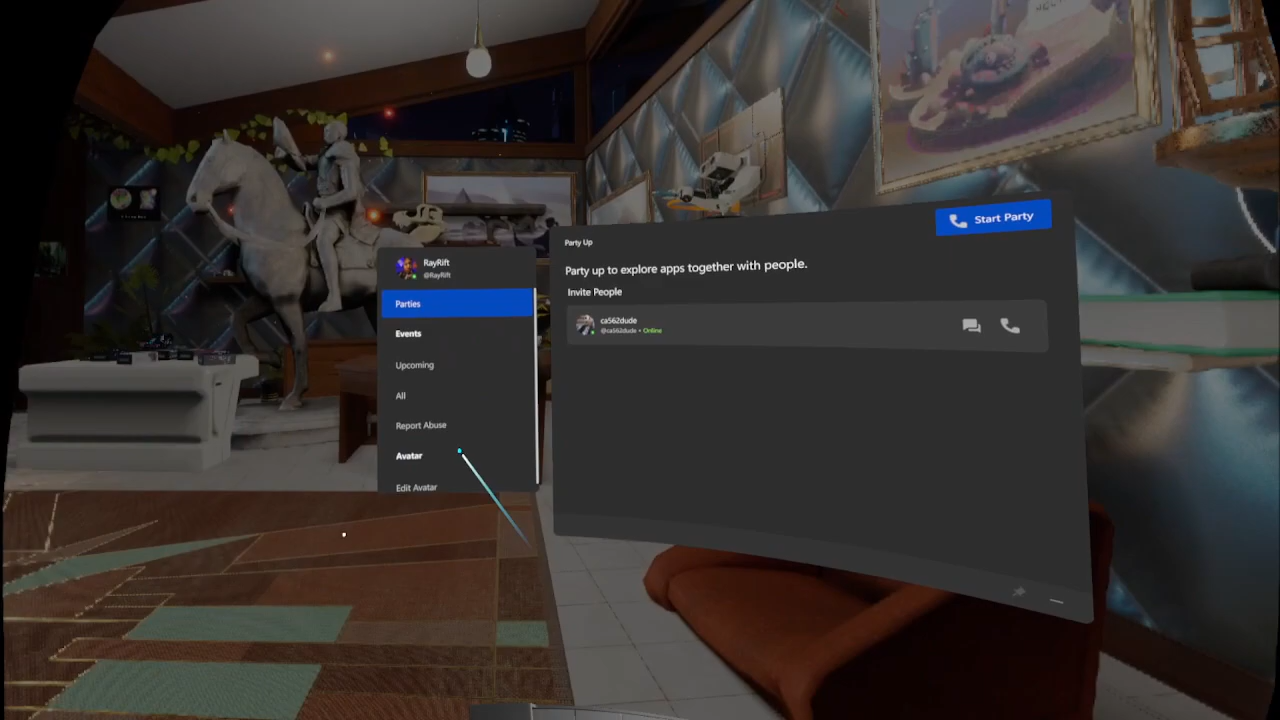 RayRift
@RayRift
Parties
Events
Upcoming
All
Report Abuse
Avatar
Edit Avatar
Party Up
Start Party
Party up to explore apps together with people.
Invite People
ca562dude
@ca562dude • Online